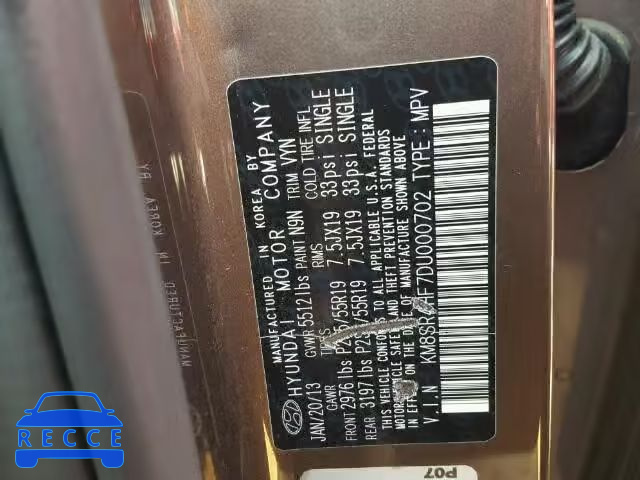 MANUFACTURED IN KOREA BY
HYUNDAI MOTOR COMPANY
JAN/20/13 GVWR 5512 lbs PAINT N9N TRIM VYN
GAWR RIMS COLD TIRE INFL
FRONT 2976 lbs 7.5JX19 33psi SINGLE
REAR 3197 lbs 7.5JX19 33psi SINGLE
THIS VEHICLE CONFORMS TO ALL APPLICABLE U.S.A. FEDERAL
MOTOR VEHICLE SAFETY AND THEFT PREVENTION STANDARDS
IN EFFECT ON THE DATE OF MANUFACTURE SHOWN ABOVE
V.I.N : TYPE : MPV
P07
RECCE